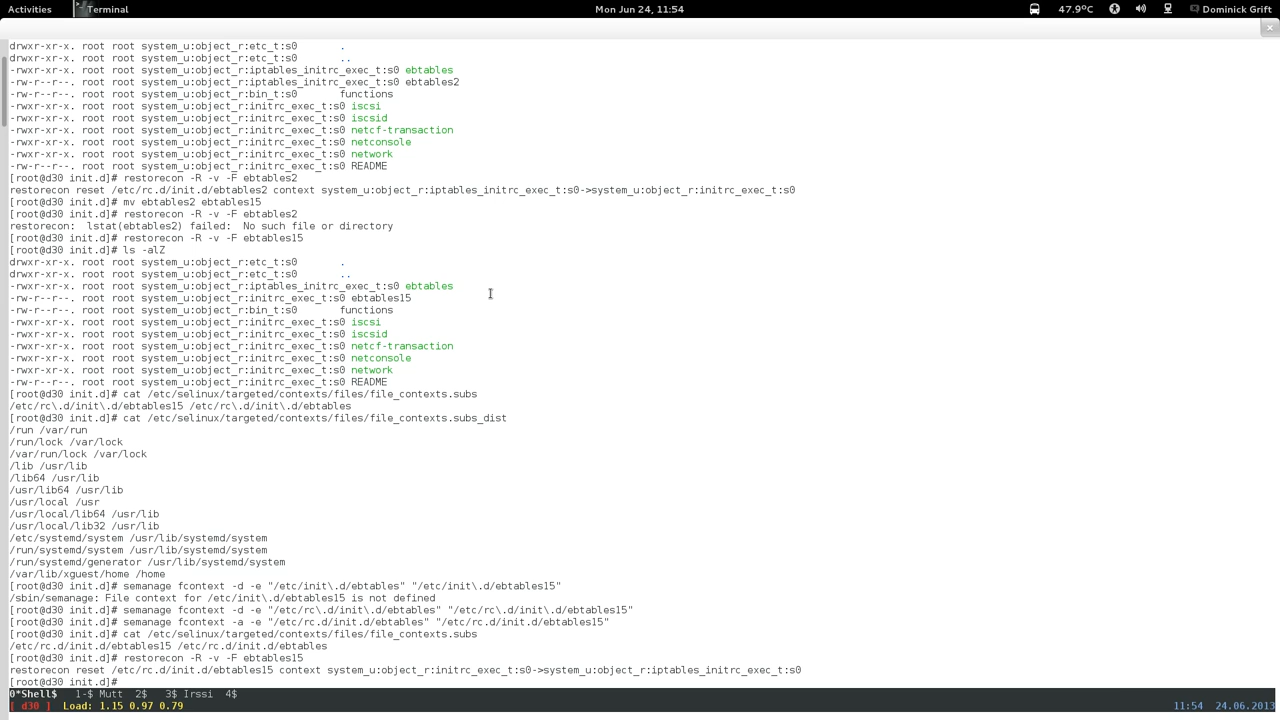 Activities Terminal Mon Jun 24, 11:54 47.9°C Dominick Grift
drwxr-xr-x. root root system_u:object_r:etc_t:s0 .
drwxr-xr-x. root root system_u:object_r:etc_t:s0 ..
-rwxr-xr-x. root root system_u:object_r:iptables_initrc_exec_t:s0 ebtables
-rw-r--r--. root root system_u:object_r:iptables_initrc_exec_t:s0 ebtables2
-rw-r--r--. root root system_u:object_r:bin_t:s0 functions
-rwxr-xr-x. root root system_u:object_r:initrc_exec_t:s0 iscsi
-rwxr-xr-x. root root system_u:object_r:initrc_exec_t:s0 iscsid
-rwxr-xr-x. root root system_u:object_r:initrc_exec_t:s0 netcf-transaction
-rwxr-xr-x. root root system_u:object_r:initrc_exec_t:s0 netconsole
-rwxr-xr-x. root root system_u:object_r:initrc_exec_t:s0 network
-rw-r--r--. root root system_u:object_r:initrc_exec_t:s0 README
[root@d30 init.d]# restorecon -R -v -F ebtables2
restorecon reset /etc/rc.d/init.d/ebtables2 context system_u:object_r:iptables_initrc_exec_t:s0->system_u:object_r:initrc_exec_t:s0
[root@d30 init.d]# mv ebtables2 ebtables15
[root@d30 init.d]# restorecon -R -v -F ebtables2
restorecon:  lstat(ebtables2) failed:  No such file or directory
[root@d30 init.d]# restorecon -R -v -F ebtables15
[root@d30 init.d]# ls -alZ
drwxr-xr-x. root root system_u:object_r:etc_t:s0 .
drwxr-xr-x. root root system_u:object_r:etc_t:s0 ..
-rwxr-xr-x. root root system_u:object_r:iptables_initrc_exec_t:s0 ebtables
-rw-r--r--. root root system_u:object_r:initrc_exec_t:s0 ebtables15
-rw-r--r--. root root system_u:object_r:bin_t:s0 functions
-rwxr-xr-x. root root system_u:object_r:initrc_exec_t:s0 iscsi
-rwxr-xr-x. root root system_u:object_r:initrc_exec_t:s0 iscsid
-rwxr-xr-x. root root system_u:object_r:initrc_exec_t:s0 netcf-transaction
-rwxr-xr-x. root root system_u:object_r:initrc_exec_t:s0 netconsole
-rwxr-xr-x. root root system_u:object_r:initrc_exec_t:s0 network
-rw-r--r--. root root system_u:object_r:initrc_exec_t:s0 README
[root@d30 init.d]# cat /etc/selinux/targeted/contexts/files/file_contexts.subs
/etc/rc\.d/init\.d/ebtables15 /etc/rc\.d/init\.d/ebtables
[root@d30 init.d]# cat /etc/selinux/targeted/contexts/files/file_contexts.subs_dist
/run /var/run
/run/lock /var/lock
/var/run/lock /var/lock
/lib /usr/lib
/lib64 /usr/lib
/usr/lib64 /usr/lib
/usr/local /usr
/usr/local/lib64 /usr/lib
/usr/local/lib32 /usr/lib
/etc/systemd/system /usr/lib/systemd/system
/run/systemd/system /usr/lib/systemd/system
/run/systemd/generator /usr/lib/systemd/system
/var/lib/xguest/home /home
[root@d30 init.d]# semanage fcontext -d -e "/etc/init\.d/ebtables" "/etc/init\.d/ebtables15"
/sbin/semanage: File context for /etc/init\.d/ebtables15 is not defined
[root@d30 init.d]# semanage fcontext -d -e "/etc/rc\.d/init\.d/ebtables" "/etc/rc\.d/init\.d/ebtables15"
[root@d30 init.d]# semanage fcontext -a -e "/etc/rc.d/init.d/ebtables" "/etc/rc.d/init.d/ebtables15"
[root@d30 init.d]# cat /etc/selinux/targeted/contexts/files/file_contexts.subs
/etc/rc.d/init.d/ebtables15 /etc/rc.d/init.d/ebtables
[root@d30 init.d]# restorecon -R -v -F ebtables15
restorecon reset /etc/rc.d/init.d/ebtables15 context system_u:object_r:initrc_exec_t:s0->system_u:object_r:iptables_initrc_exec_t:s0
[root@d30 init.d]#
0*Shell$ 1-$ Mutt 2$ 3$ Irssi 4$
[ d30 ] Load: 1.15 0.97 0.79 11:54 24.06.2013